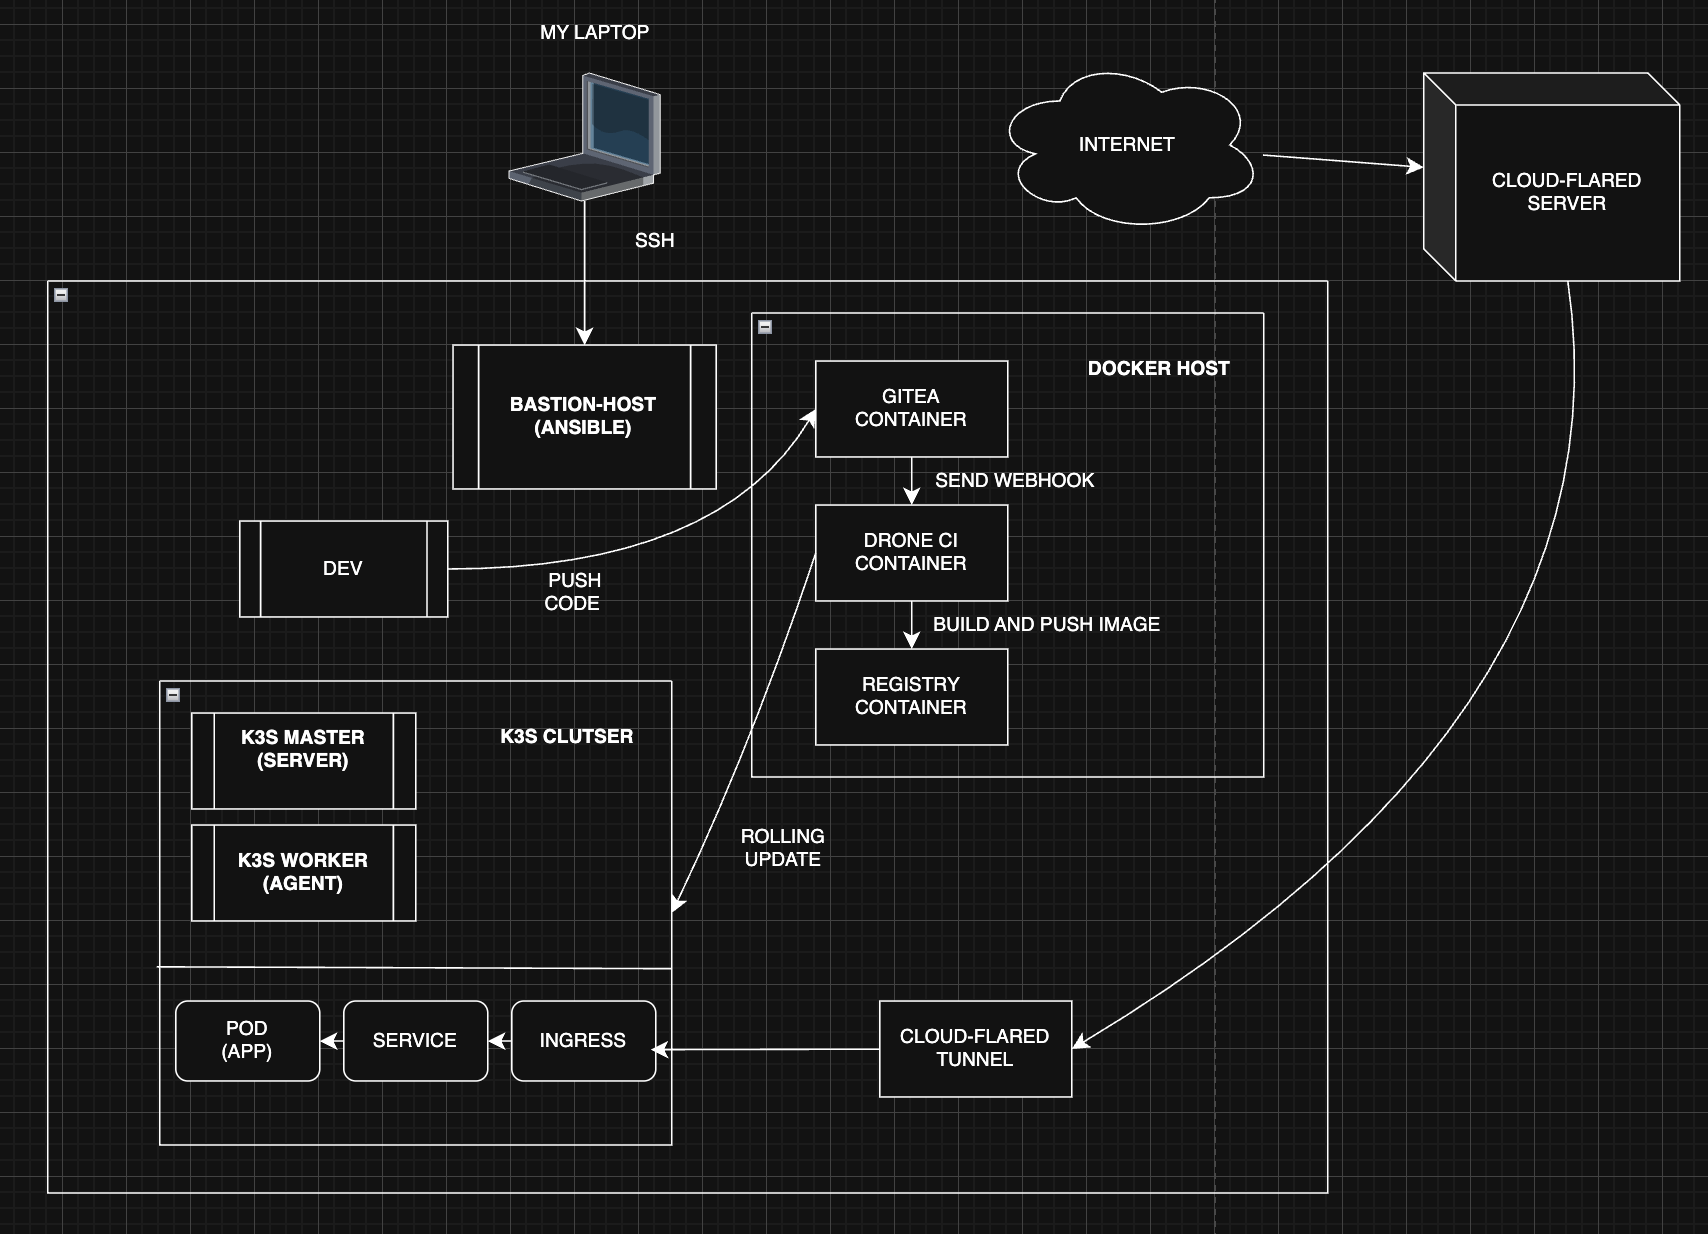 MY LAPTOP
INTERNET
CLOUD-FLARED
SERVER
SSH
BASTION-HOST
(ANSIBLE)
DOCKER HOST
GITEA
CONTAINER
SEND WEBHOOK
DRONE CI
CONTAINER
DEV
PUSH
CODE
BUILD AND PUSH IMAGE
REGISTRY
CONTAINER
K3S MASTER
(SERVER)
K3S CLUTSER
K3S WORKER
(AGENT)
ROLLING
UPDATE
POD
(APP)
SERVICE
INGRESS
CLOUD-FLARED
TUNNEL